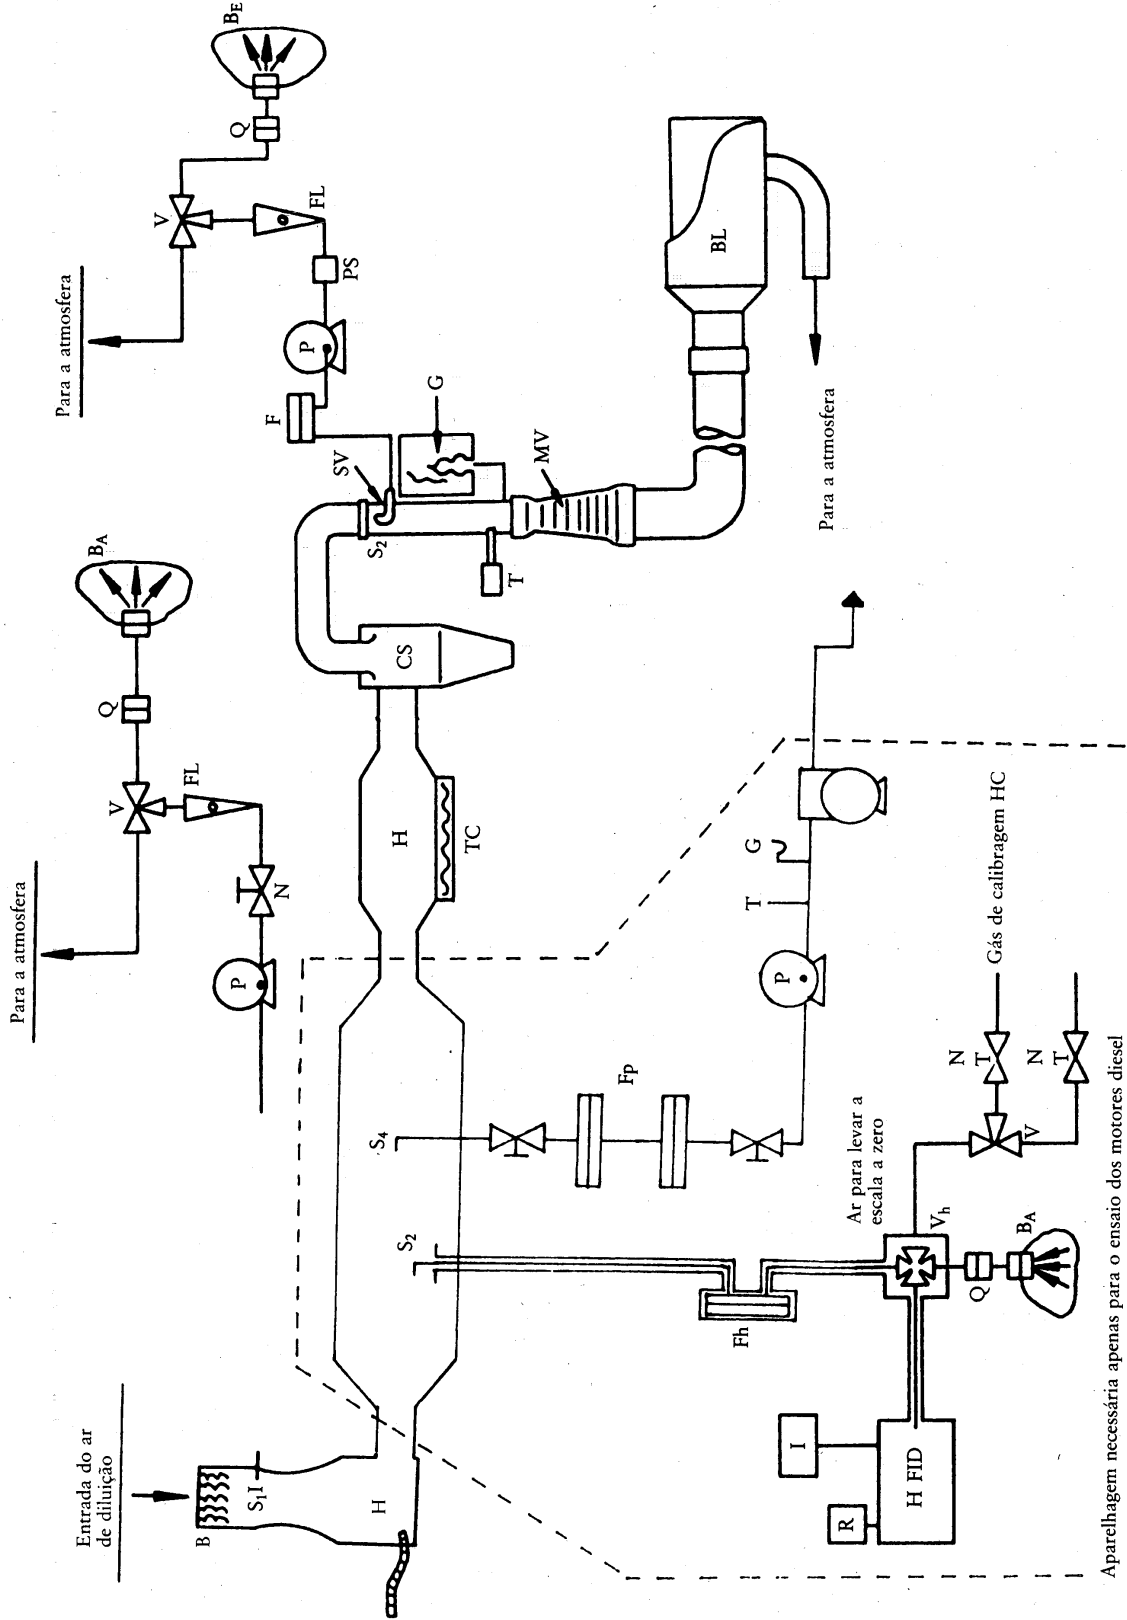 Entrada do ar
de diluição
B
S₁I
H
Para a atmosfera
P
N
FL
V
Q
BA
Para a atmosfera
V
FL
PS
P
F
Q
BE
S₂
S₄
H
TC
CS
S₂
SV
G
T
MV
BL
Para a atmosfera
Fh
Fp
P
T
G
R
I
H FID
Vh
Q
BA
Ar para levar a
escala a zero
V
N
T
N
T
Gás de calibragem HC
Aparelhagem necessária apenas para o ensaio dos motores diesel